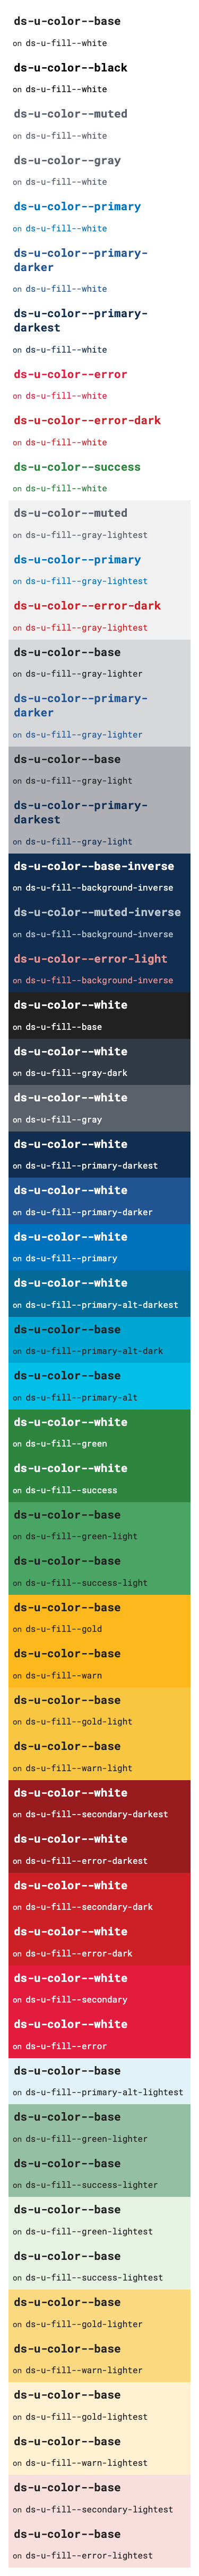 ds-u-color--base
on ds-u-fill--white
ds-u-color--black
on ds-u-fill--white
ds-u-color--muted
on ds-u-fill--white
ds-u-color--gray
on ds-u-fill--white
ds-u-color--primary
on ds-u-fill--white
ds-u-color--primary-
darker
on ds-u-fill--white
ds-u-color--primary-
darkest
on ds-u-fill--white
ds-u-color--error
on ds-u-fill--white
ds-u-color--error-dark
on ds-u-fill--white
ds-u-color--success
on ds-u-fill--white
ds-u-color--muted
on ds-u-fill--gray-lightest
ds-u-color--primary
on ds-u-fill--gray-lightest
ds-u-color--error-dark
on ds-u-fill--gray-lightest
ds-u-color--base
on ds-u-fill--gray-lighter
ds-u-color--primary-
darker
on ds-u-fill--gray-lighter
ds-u-color--base
on ds-u-fill--gray-light
ds-u-color--primary-
darkest
on ds-u-fill--gray-light
ds-u-color--base-inverse
on ds-u-fill--background-inverse
ds-u-color--muted-inverse
on ds-u-fill--background-inverse
ds-u-color--error-light
on ds-u-fill--background-inverse
ds-u-color--white
on ds-u-fill--base
ds-u-color--white
on ds-u-fill--gray-dark
ds-u-color--white
on ds-u-fill--gray
ds-u-color--white
on ds-u-fill--primary-darkest
ds-u-color--white
on ds-u-fill--primary-darker
ds-u-color--white
on ds-u-fill--primary
ds-u-color--white
on ds-u-fill--primary-alt-darkest
ds-u-color--base
on ds-u-fill--primary-alt-dark
ds-u-color--base
on ds-u-fill--primary-alt
ds-u-color--white
on ds-u-fill--green
ds-u-color--white
on ds-u-fill--success
ds-u-color--base
on ds-u-fill--green-light
ds-u-color--base
on ds-u-fill--success-light
ds-u-color--base
on ds-u-fill--gold
ds-u-color--base
on ds-u-fill--warn
ds-u-color--base
on ds-u-fill--gold-light
ds-u-color--base
on ds-u-fill--warn-light
ds-u-color--white
on ds-u-fill--secondary-darkest
ds-u-color--white
on ds-u-fill--error-darkest
ds-u-color--white
on ds-u-fill--secondary-dark
ds-u-color--white
on ds-u-fill--error-dark
ds-u-color--white
on ds-u-fill--secondary
ds-u-color--white
on ds-u-fill--error
ds-u-color--base
on ds-u-fill--primary-alt-lightest
ds-u-color--base
on ds-u-fill--green-lighter
ds-u-color--base
on ds-u-fill--success-lighter
ds-u-color--base
on ds-u-fill--green-lightest
ds-u-color--base
on ds-u-fill--success-lightest
ds-u-color--base
on ds-u-fill--gold-lighter
ds-u-color--base
on ds-u-fill--warn-lighter
ds-u-color--base
on ds-u-fill--gold-lightest
ds-u-color--base
on ds-u-fill--warn-lightest
ds-u-color--base
on ds-u-fill--secondary-lightest
ds-u-color--base
on ds-u-fill--error-lightest